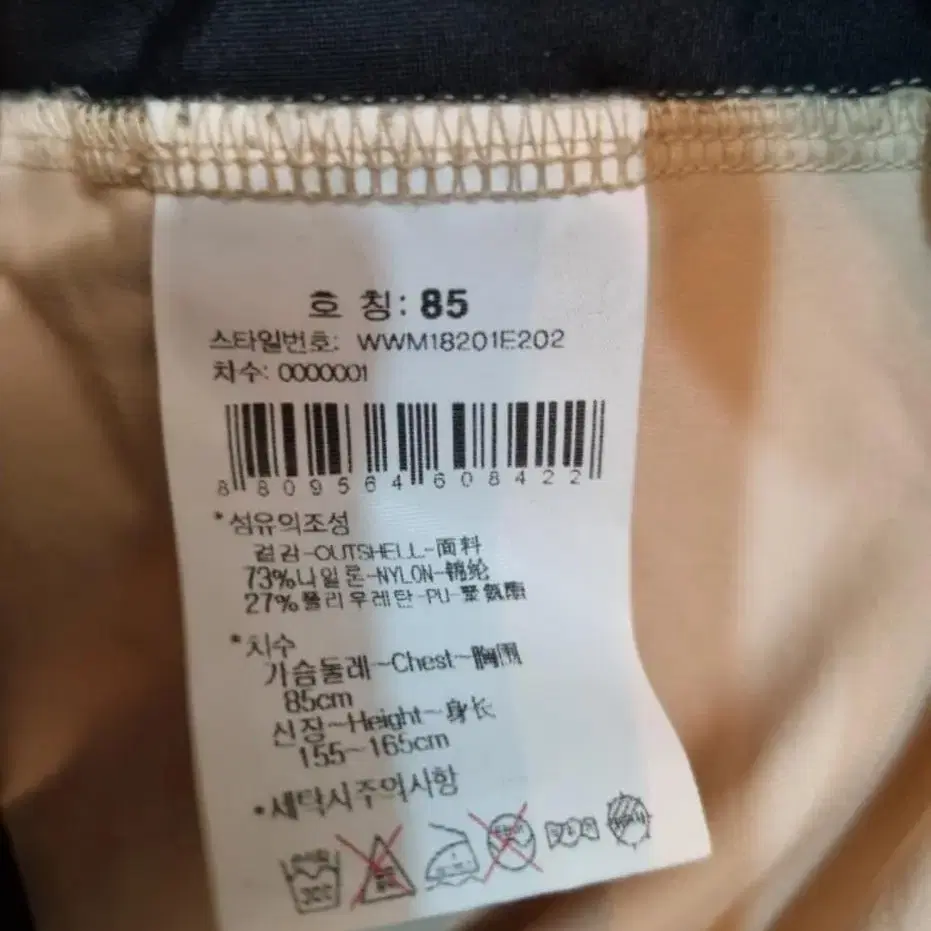 호 칭: 85
스타일번호: WWM18201E202
차수: 0000001
8 809564 608422
*섬유의조성
겉감-OUTSHELL-面料
73%나일론-NYLON-锦纶
27%폴리우레탄-PU-聚氨酯
*치수
가슴둘레-Chest-胸围
85cm
신장-Height-身长
155~165cm
*세탁시주의사항